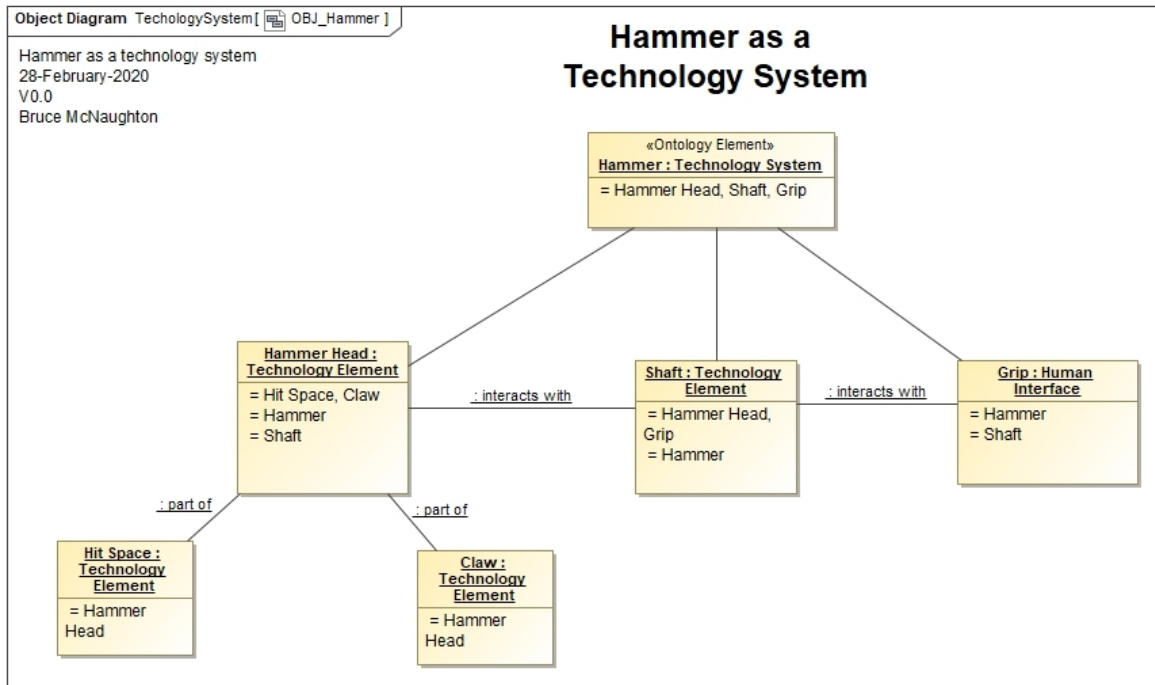 Object Diagram TechologySystem[ OBJ_Hammer ]
Hammer as a technology system
28-February-2020
V0.0
Bruce McNaughton
Hammer as a
Technology System
«Ontology Element»
Hammer : Technology System
= Hammer Head, Shaft, Grip
Hammer Head :
Technology Element
= Hit Space, Claw
= Hammer
= Shaft
: interacts with
Shaft : Technology
Element
= Hammer Head,
Grip
= Hammer
: interacts with
Grip : Human
Interface
= Hammer
= Shaft
: part of
: part of
Hit Space :
Technology
Element
= Hammer
Head
Claw :
Technology
Element
= Hammer
Head